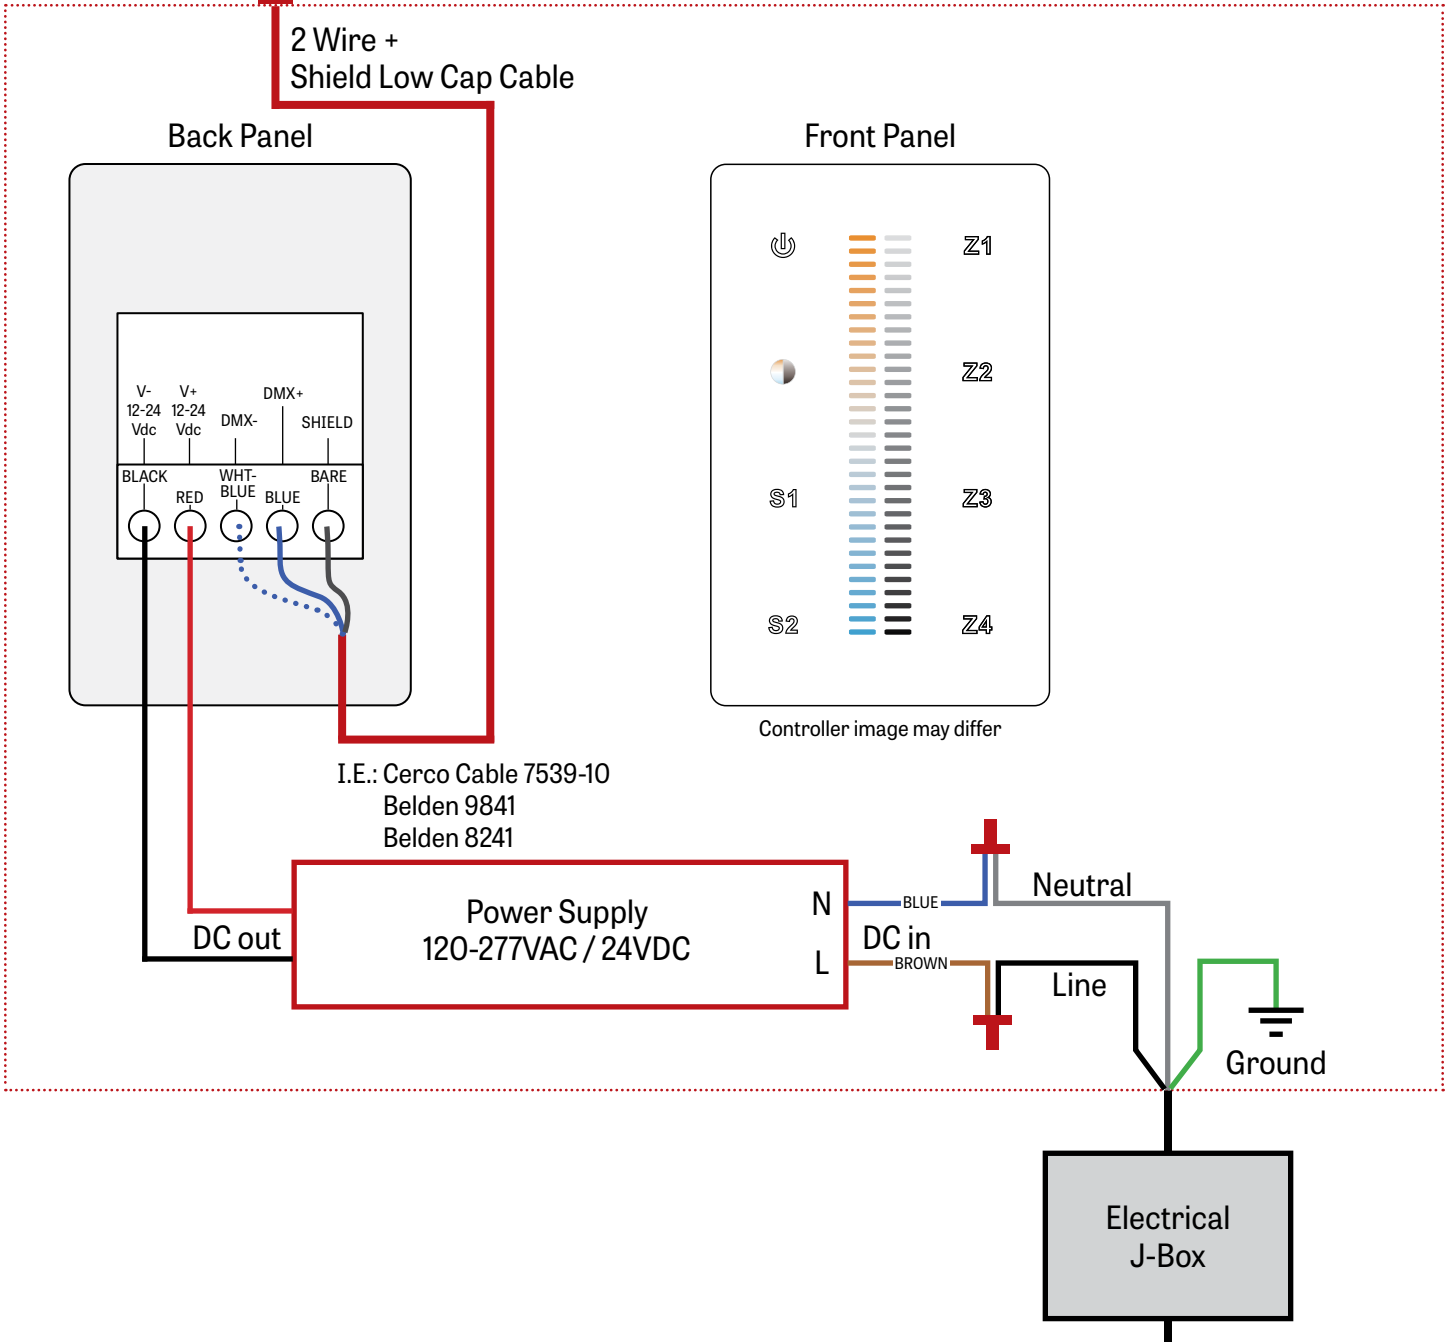 2 Wire +
Shield Low Cap Cable
Back Panel
Front Panel
V-
12-24
Vdc
V+
12-24
Vdc
DMX-
DMX+
SHIELD
BLACK
RED
WHT-
BLUE
BLUE
BARE
Z1
Z2
S1
Z3
S2
Z4
Controller image may differ
I.E.: Cerco Cable 7539-10
Belden 9841
Belden 8241
DC out
Power Supply
120-277VAC / 24VDC
N
L
BLUE
DC in
BROWN
Neutral
Line
Ground
Electrical
J-Box